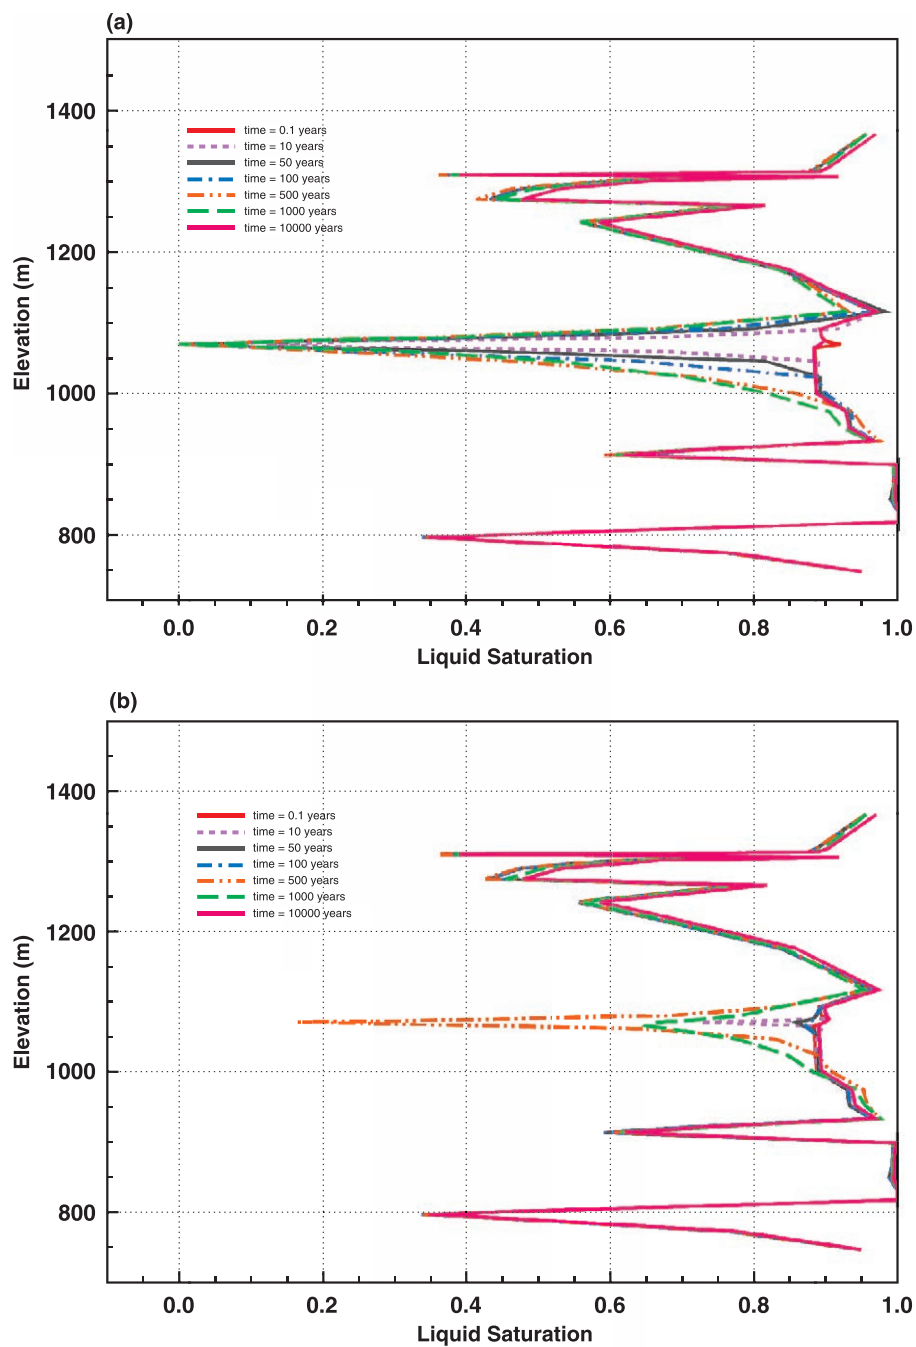 (a)
1400
1200
1000
800
Elevation (m)
time = 0.1 years
time = 10 years
time = 50 years
time = 100 years
time = 500 years
time = 1000 years
time = 10000 years
0.0 0.2 0.4 0.6 0.8 1.0
Liquid Saturation
(b)
1400
1200
1000
800
Elevation (m)
time = 0.1 years
time = 10 years
time = 50 years
time = 100 years
time = 500 years
time = 1000 years
time = 10000 years
0.0 0.2 0.4 0.6 0.8 1.0
Liquid Saturation